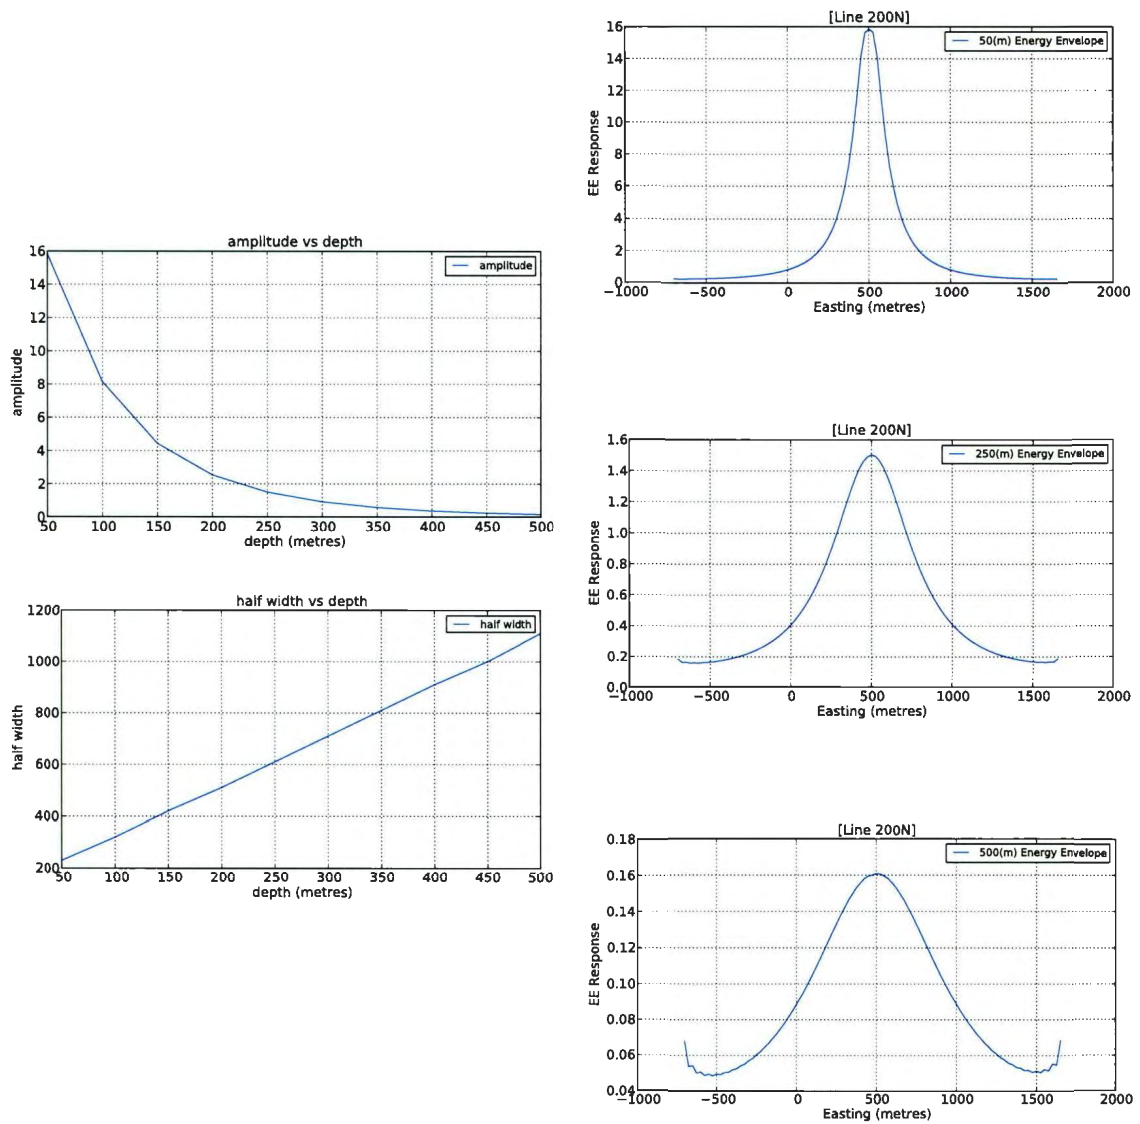 amplitude vs depth
amplitude
16
14
12
10
8
6
4
2
0
50 100 150 200 250 300 350 400 450 500
depth (metres)
amplitude
half width vs depth
half width
1200
1000
800
600
400
200
50 100 150 200 250 300 350 400 450 500
depth (metres)
half width
[Line 200N]
50(m) Energy Envelope
16
14
12
10
8
6
4
2
0
−1000 −500 0 500 1000 1500 2000
Easting (metres)
EE Response
[Line 200N]
250(m) Energy Envelope
1.6
1.4
1.2
1.0
0.8
0.6
0.4
0.2
0.0
−1000 −500 0 500 1000 1500 2000
Easting (metres)
EE Response
[Line 200N]
500(m) Energy Envelope
0.18
0.16
0.14
0.12
0.10
0.08
0.06
0.04
−1000 −500 0 500 1000 1500 2000
Easting (metres)
EE Response